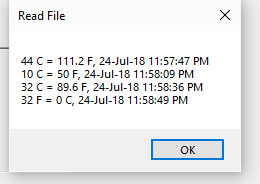 Read File
44 C = 111.2 F, 24-Jul-18 11:57:47 PM
10 C = 50 F, 24-Jul-18 11:58:09 PM
32 C = 89.6 F, 24-Jul-18 11:58:36 PM
32 F = 0 C, 24-Jul-18 11:58:49 PM
OK